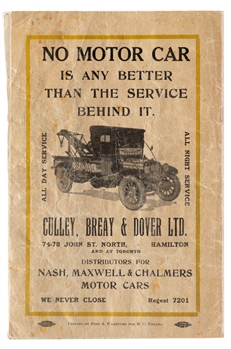 NO MOTOR CAR
IS ANY BETTER
THAN THE SERVICE
BEHIND IT.
ALL DAY SERVICE
ALL NIGHT SERVICE
CULLEY, BREAY & DOVER LTD.
74-78 JOHN ST. NORTH, - HAMILTON
AND AT TORONTO
DISTRIBUTORS FOR
NASH, MAXWELL & CHALMERS
MOTOR CARS
WE NEVER CLOSE Regent 7201